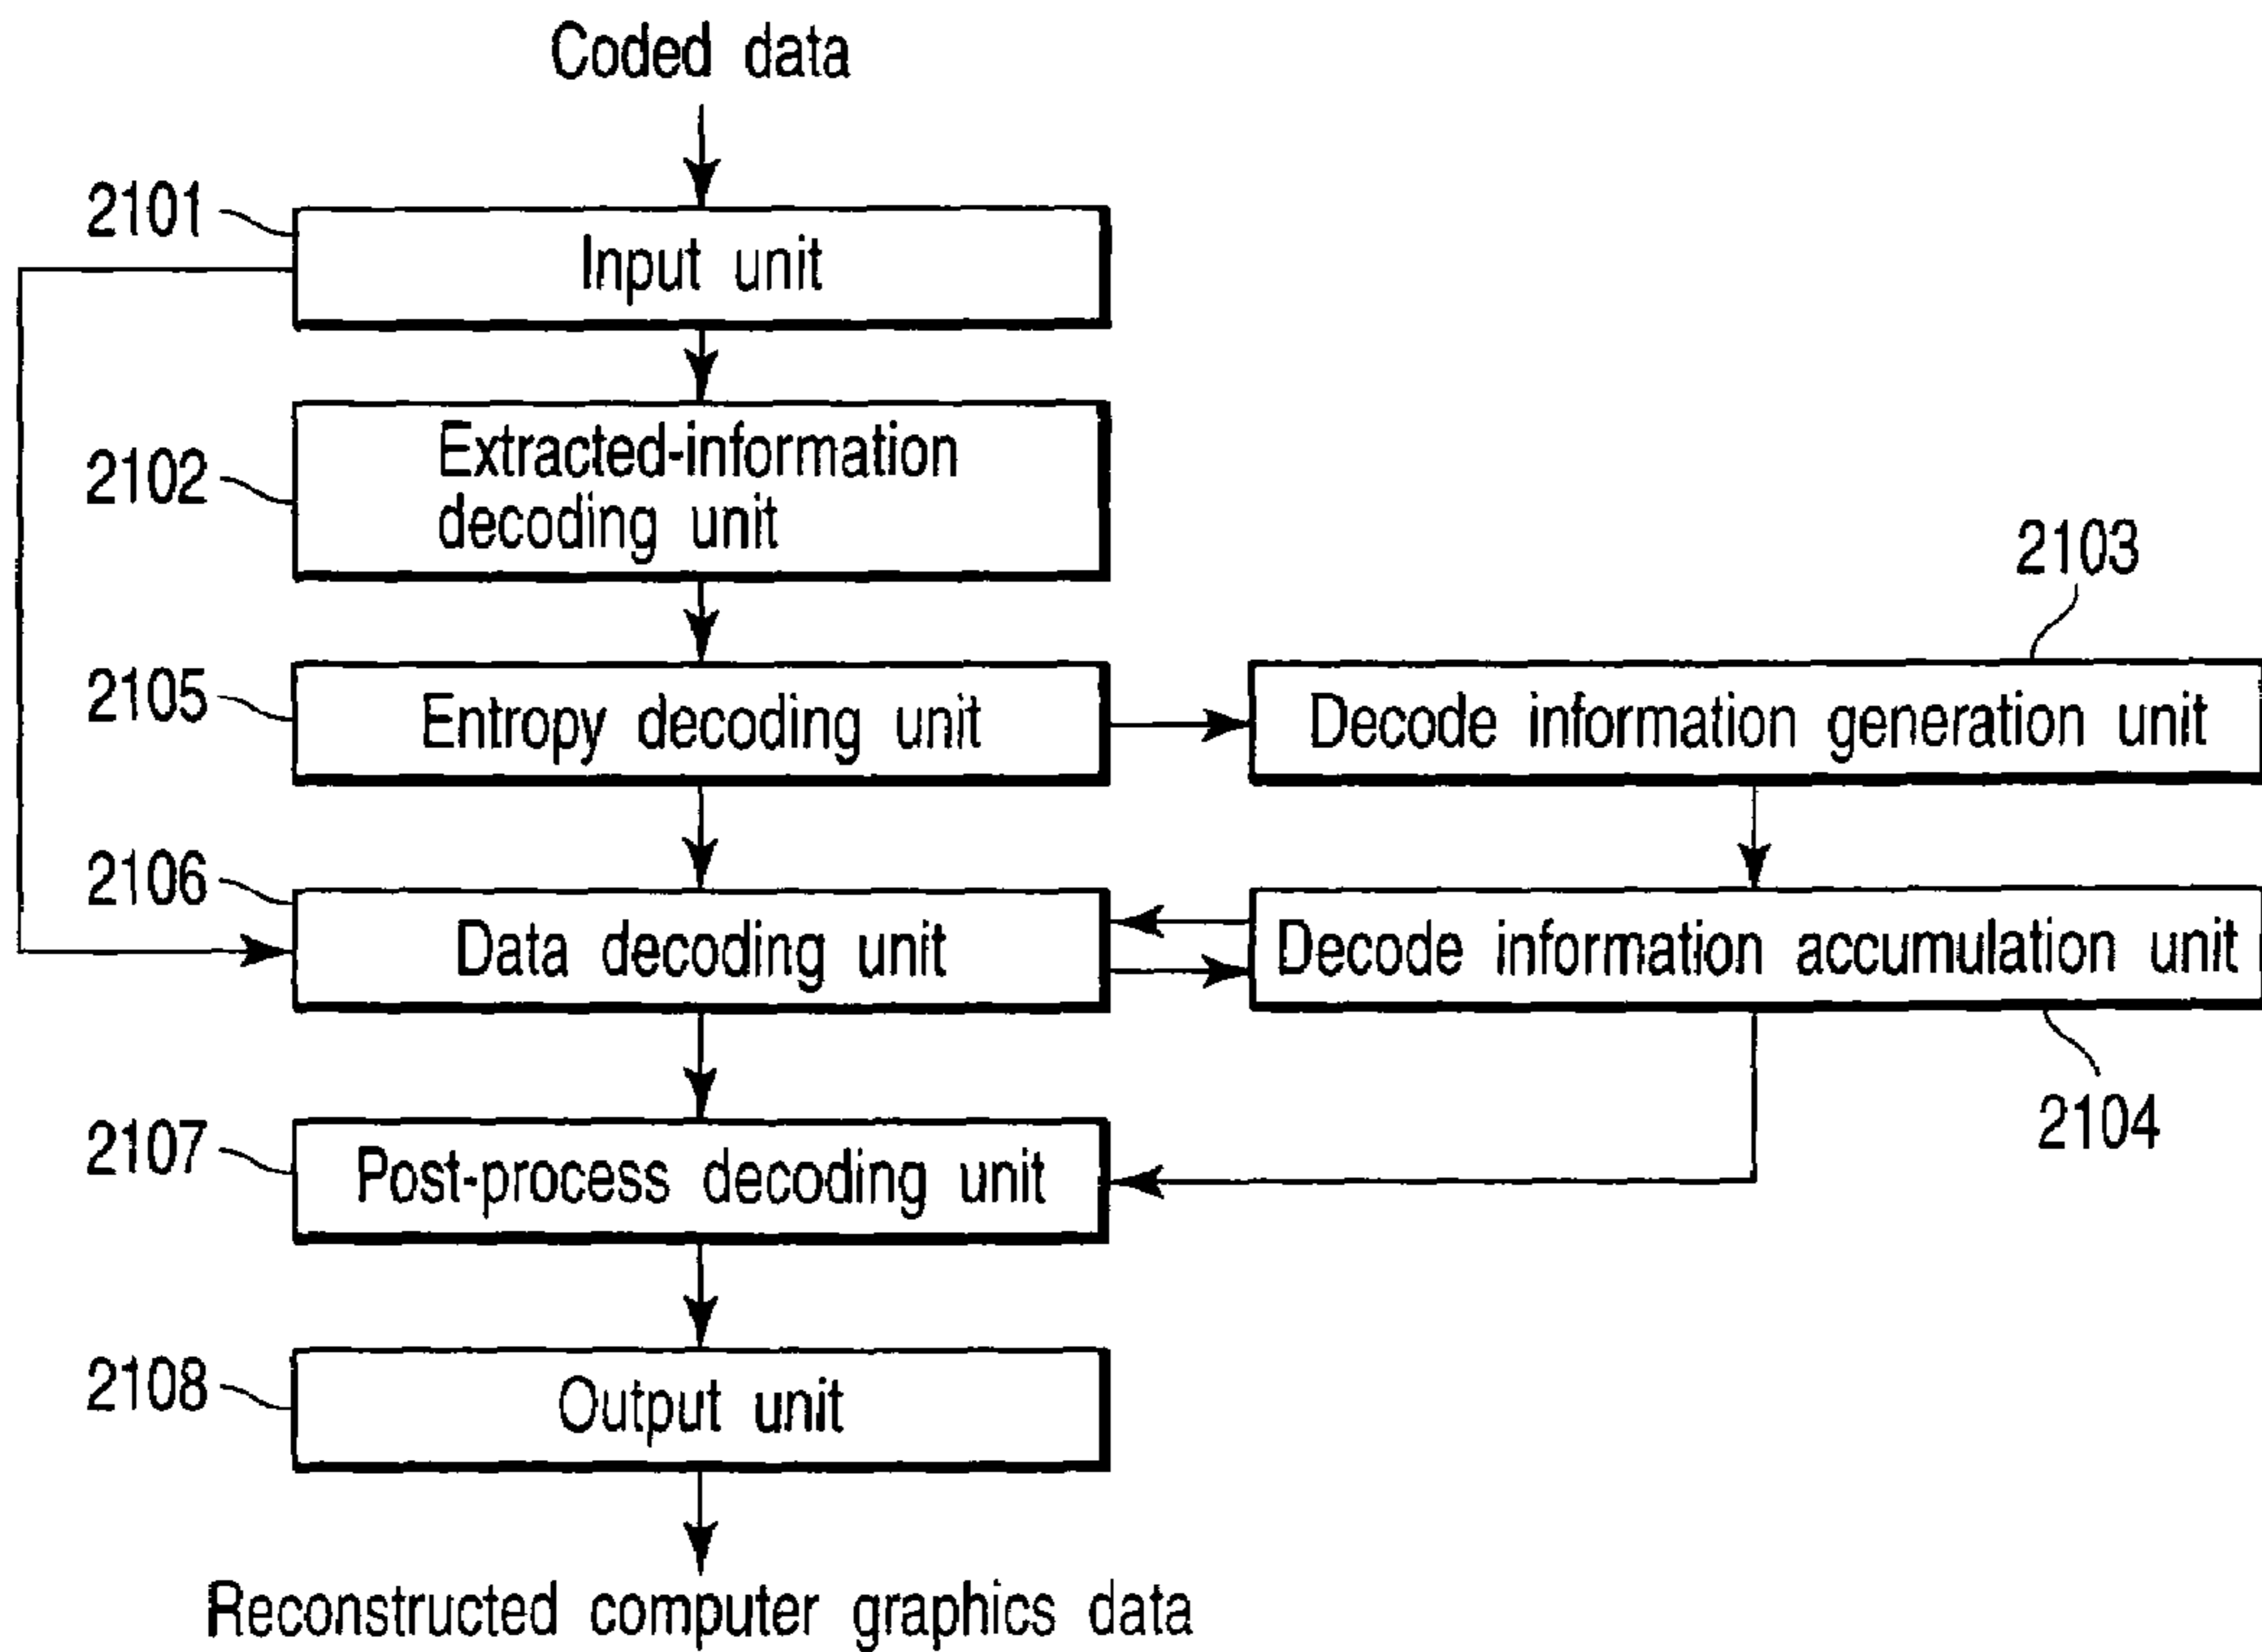 Coded data
2101
Input unit
2102
Extracted-information
decoding unit
2103
2105
Entropy decoding unit
Decode information generation unit
2106
Data decoding unit
Decode information accumulation unit
2104
2107
Post-process decoding unit
2108
Output unit
Reconstructed computer graphics data